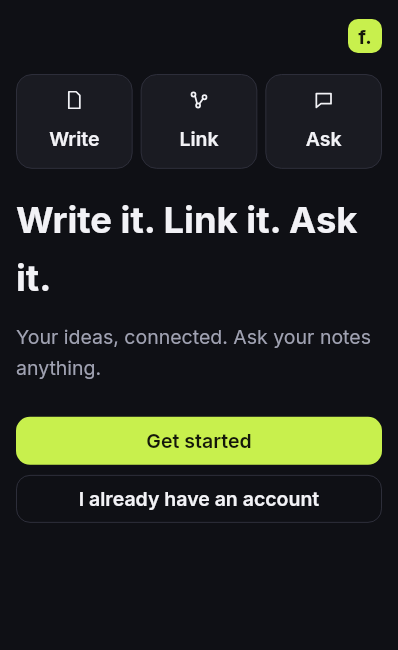 f.
Write
Link
Ask
Write it. Link it. Ask
it.
Your ideas, connected. Ask your notes
anything.
Get started
I already have an account